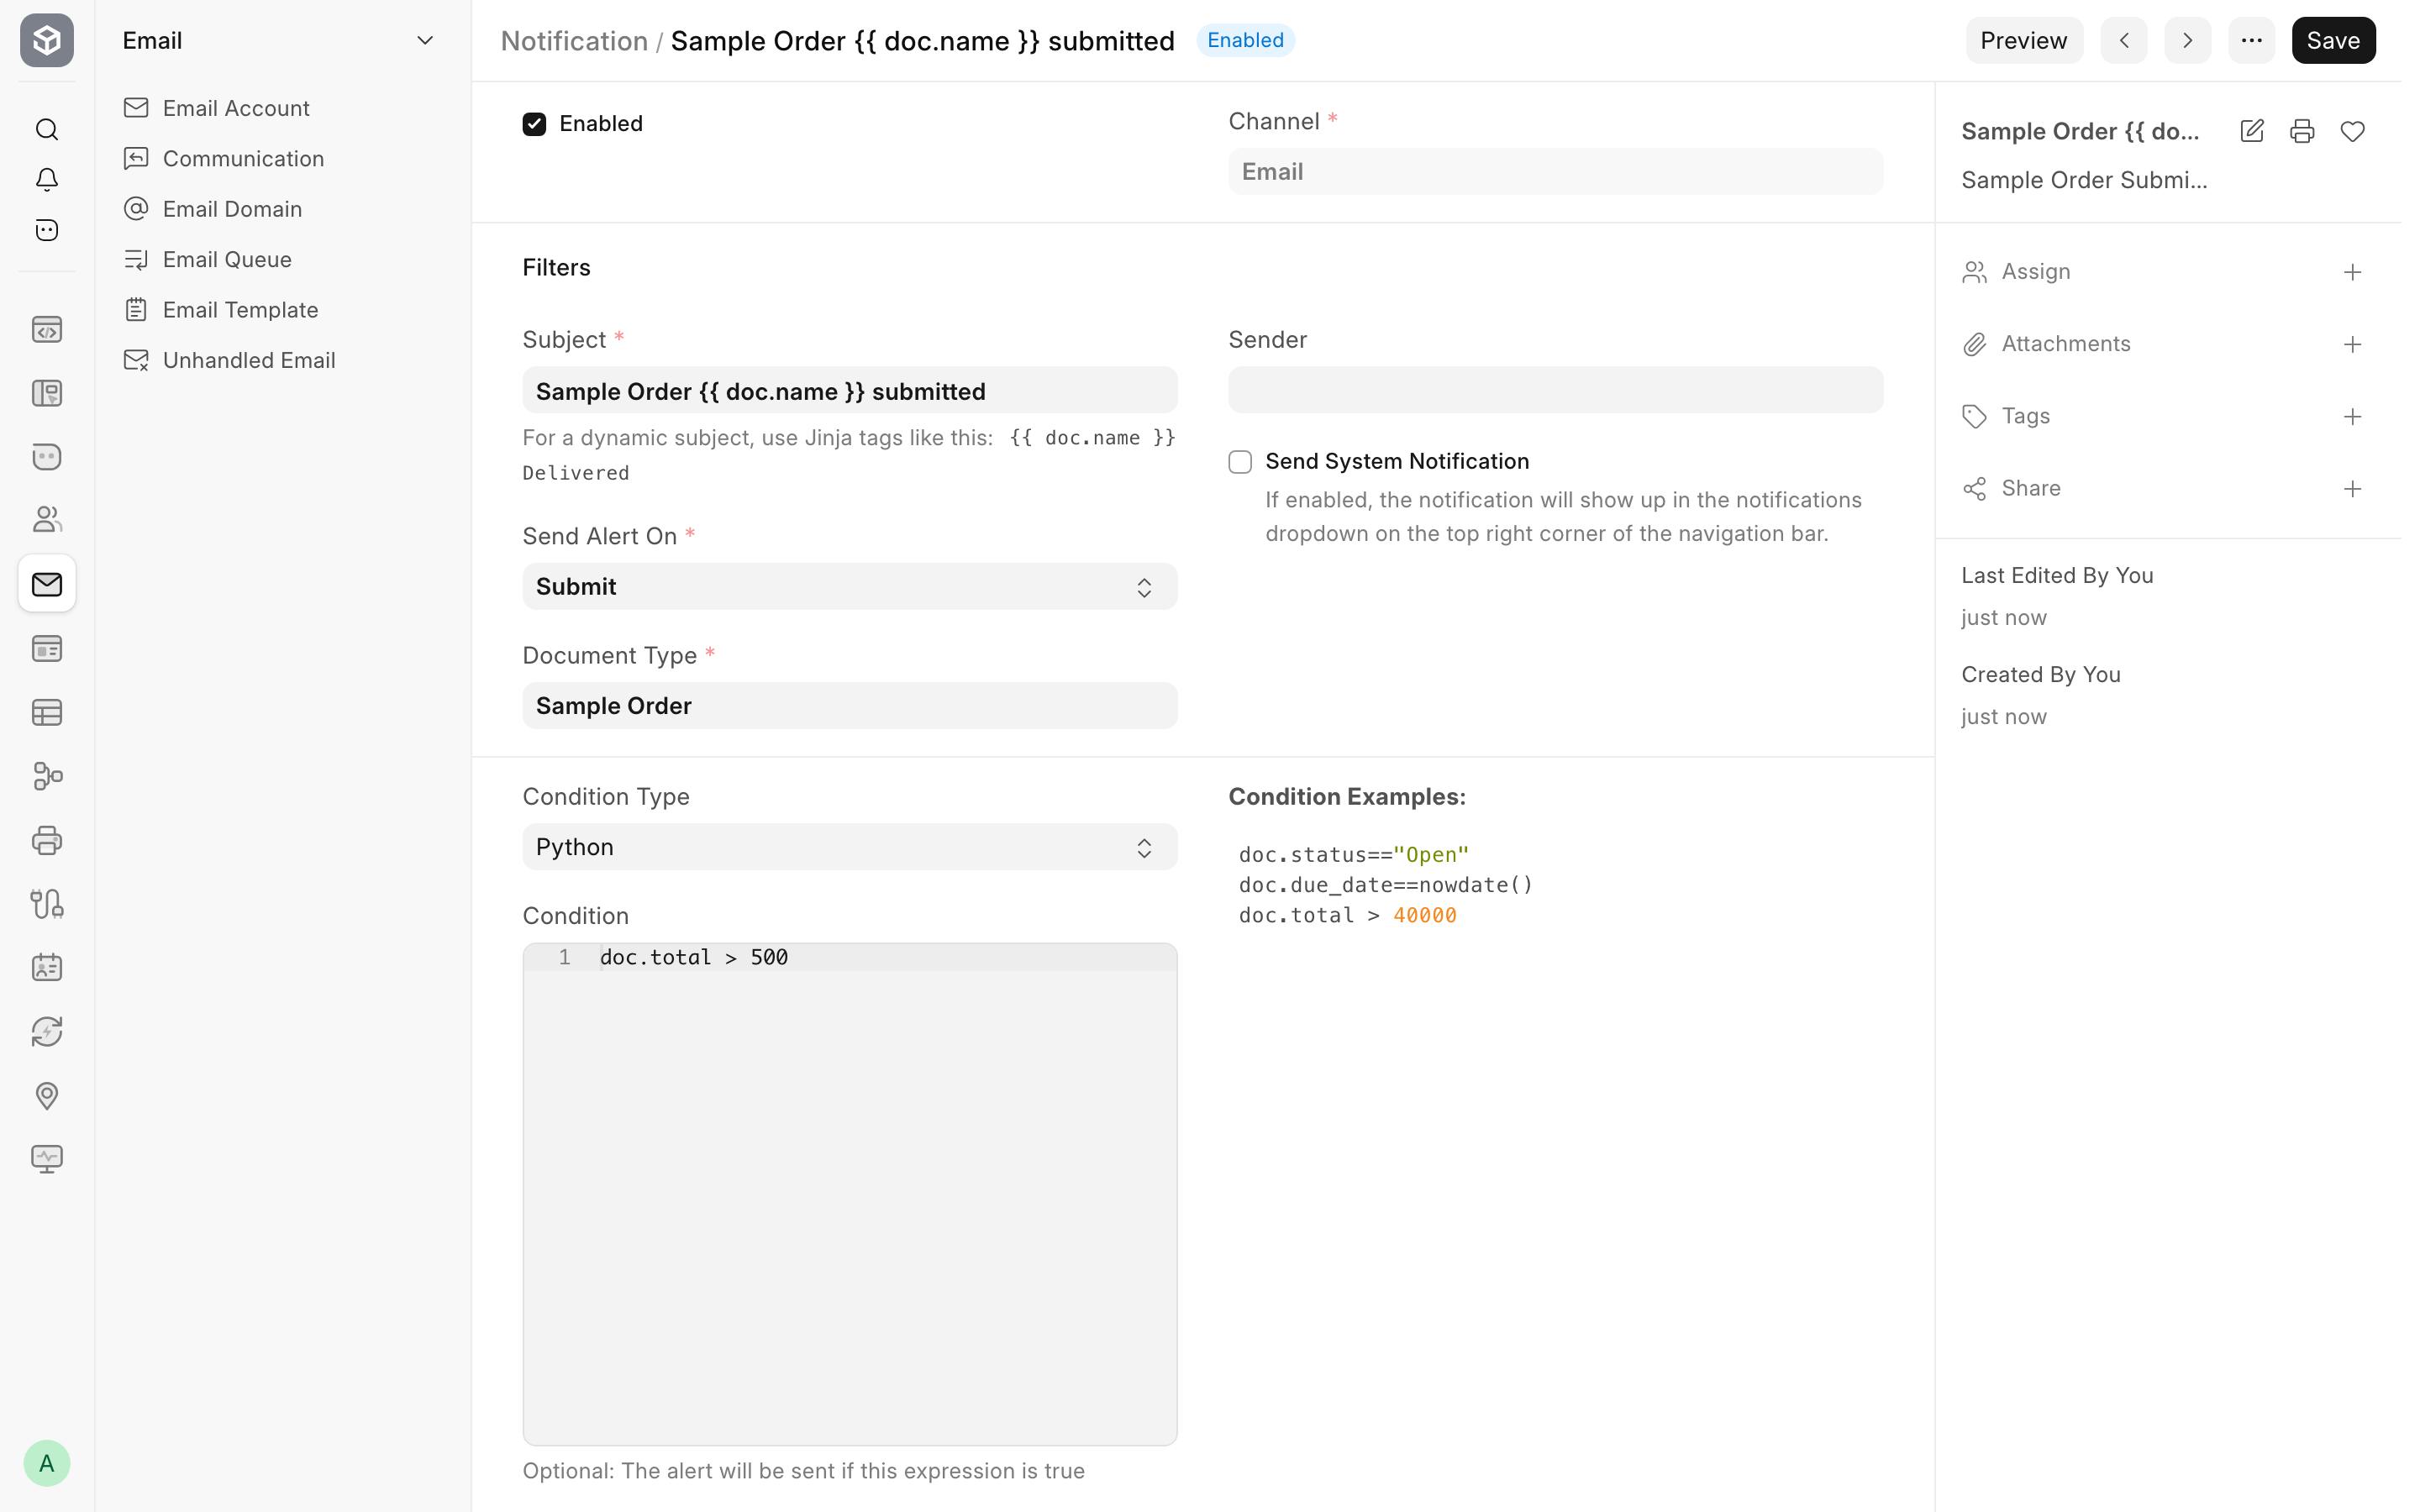 Email
Email Account
Communication
Email Domain
Email Queue
Email Template
Unhandled Email
A
Notification / Sample Order {{ doc.name }} submitted
Enabled
Preview
Save
Enabled
Channel *
Email
Filters
Subject *
Sample Order {{ doc.name }} submitted
For a dynamic subject, use Jinja tags like this: {{ doc.name }}
Delivered
Send Alert On *
Submit
Document Type *
Sample Order
Sender
Send System Notification
If enabled, the notification will show up in the notifications
dropdown on the top right corner of the navigation bar.
Condition Type
Python
Condition
1 doc.total > 500
Optional: The alert will be sent if this expression is true
Condition Examples:
doc.status=="Open"
doc.due_date==nowdate()
doc.total > 40000
Sample Order {{ do...
Sample Order Submi...
Assign
Attachments
Tags
Share
Last Edited By You
just now
Created By You
just now